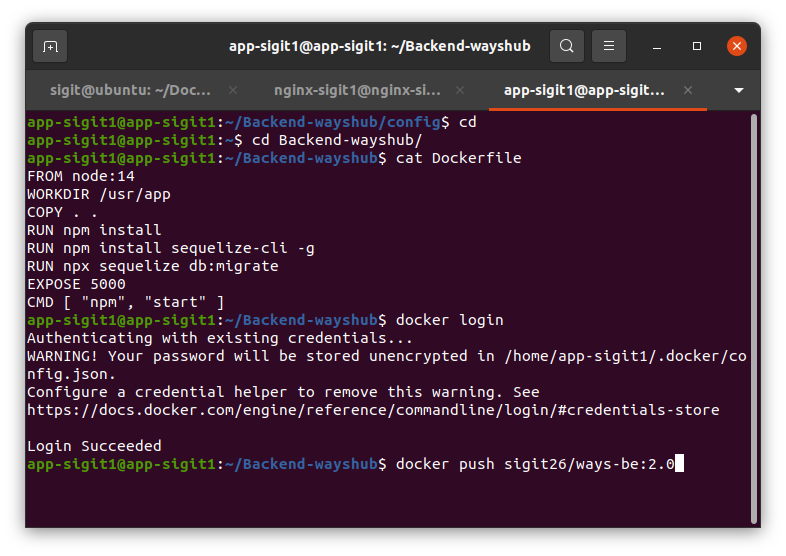 app-sigit1@app-sigit1: ~/Backend-wayshub
sigit@ubuntu: ~/Doc...
nginx-sigit1@nginx-si...
app-sigit1@app-sigit...
app-sigit1@app-sigit1:~/Backend-wayshub/config$ cd
app-sigit1@app-sigit1:~$ cd Backend-wayshub/
app-sigit1@app-sigit1:~/Backend-wayshub$ cat Dockerfile
FROM node:14
WORKDIR /usr/app
COPY . .
RUN npm install
RUN npm install sequelize-cli -g
RUN npx sequelize db:migrate
EXPOSE 5000
CMD [ "npm", "start" ]
app-sigit1@app-sigit1:~/Backend-wayshub$ docker login
Authenticating with existing credentials...
WARNING! Your password will be stored unencrypted in /home/app-sigit1/.docker/co
nfig.json.
Configure a credential helper to remove this warning. See
https://docs.docker.com/engine/reference/commandline/login/#credentials-store
Login Succeeded
app-sigit1@app-sigit1:~/Backend-wayshub$ docker push sigit26/ways-be:2.0